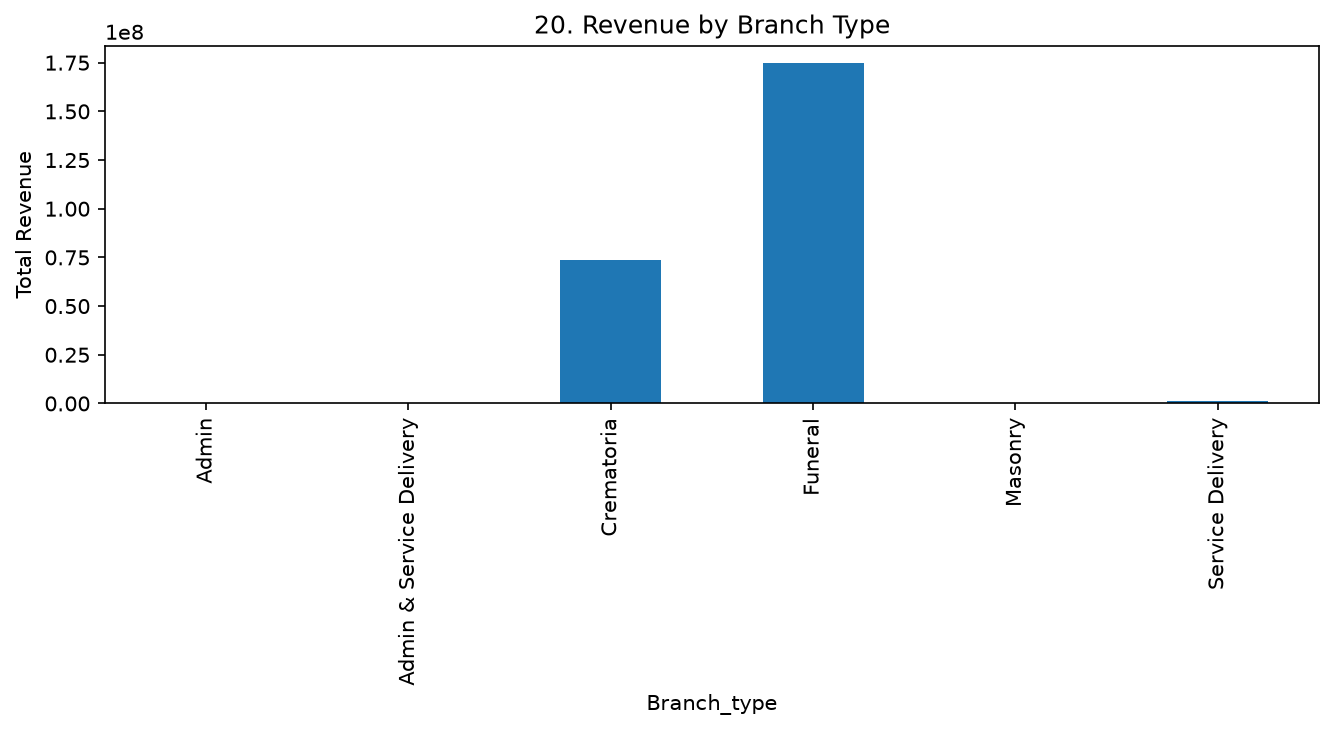 20. Revenue by Branch Type
1e8
1.75
1.50
1.25
1.00
0.75
0.50
0.25
0.00
Total Revenue
Admin
Admin & Service Delivery
Crematoria
Funeral
Masonry
Service Delivery
Branch_type